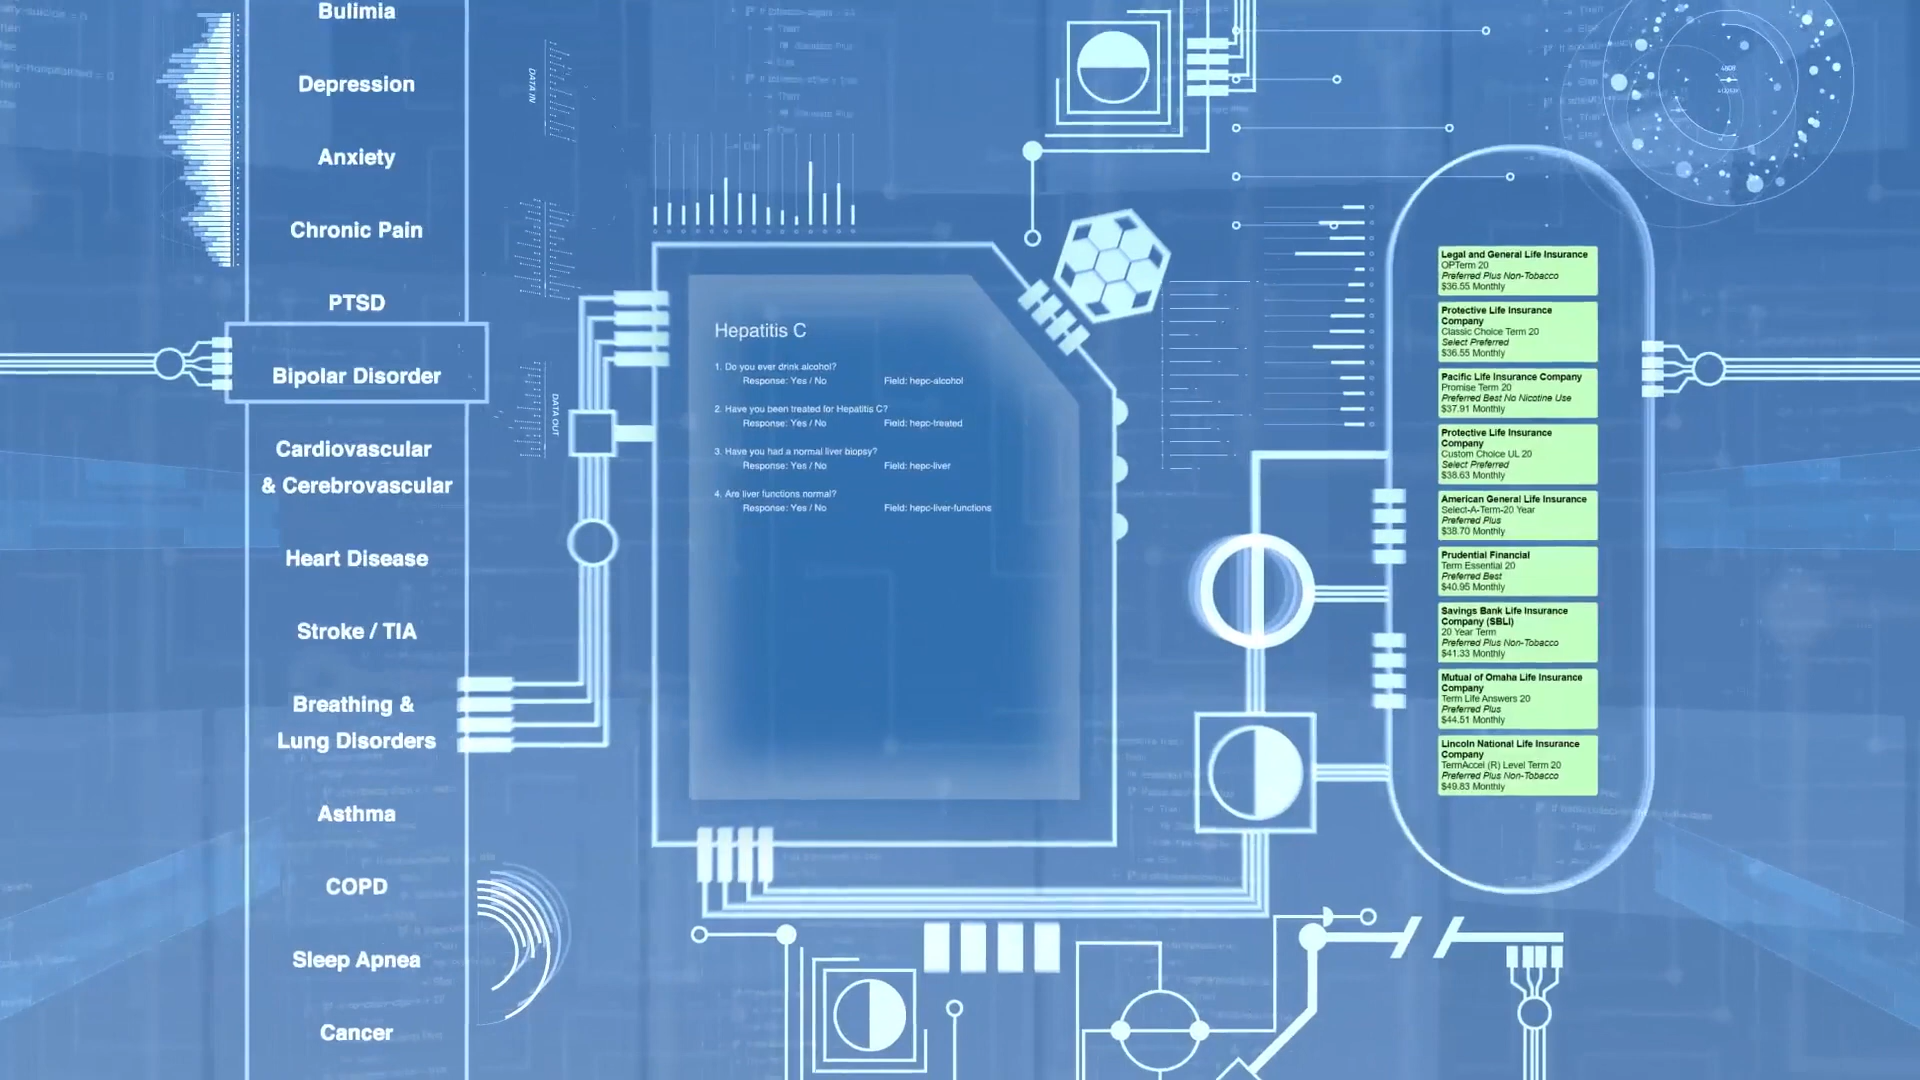 Bulimia
Depression
Anxiety
Chronic Pain
PTSD
Bipolar Disorder
Cardiovascular
& Cerebrovascular
Heart Disease
Stroke / TIA
Breathing &
Lung Disorders
Asthma
COPD
Sleep Apnea
Cancer
DATA IN
DATA OUT
Hepatitis C
1. Do you ever drink alcohol?
Response: Yes / No Field: hepc-alcohol
2. Have you been treated for Hepatitis C?
Response: Yes / No Field: hepc-treated
3. Have you had a normal liver biopsy?
Response: Yes / No Field: hepc-liver
4. Are liver functions normal?
Response: Yes / No Field: hepc-liver-functions
Legal and General Life Insurance
OPTerm 20
Preferred Plus Non-Tobacco
$36.55 Monthly
Protective Life Insurance
Company
Classic Choice Term 20
Select Preferred
$36.55 Monthly
Pacific Life Insurance Company
Promise Term 20
Preferred Best No Nicotine Use
$37.91 Monthly
Protective Life Insurance
Company
Custom Choice UL 20
Select Preferred
$38.63 Monthly
American General Life Insurance
Select-A-Term-20 Year
Preferred Plus
$38.70 Monthly
Prudential Financial
Term Essential 20
Preferred Best
$40.95 Monthly
Savings Bank Life Insurance
Company (SBLI)
20 Year Term
Preferred Plus Non-Tobacco
$41.33 Monthly
Mutual of Omaha Life Insurance
Company
Term Life Answers 20
Preferred Plus
$44.51 Monthly
Lincoln National Life Insurance
Company
TermAccel (R) Level Term 20
Preferred Plus Non-Tobacco
$49.83 Monthly